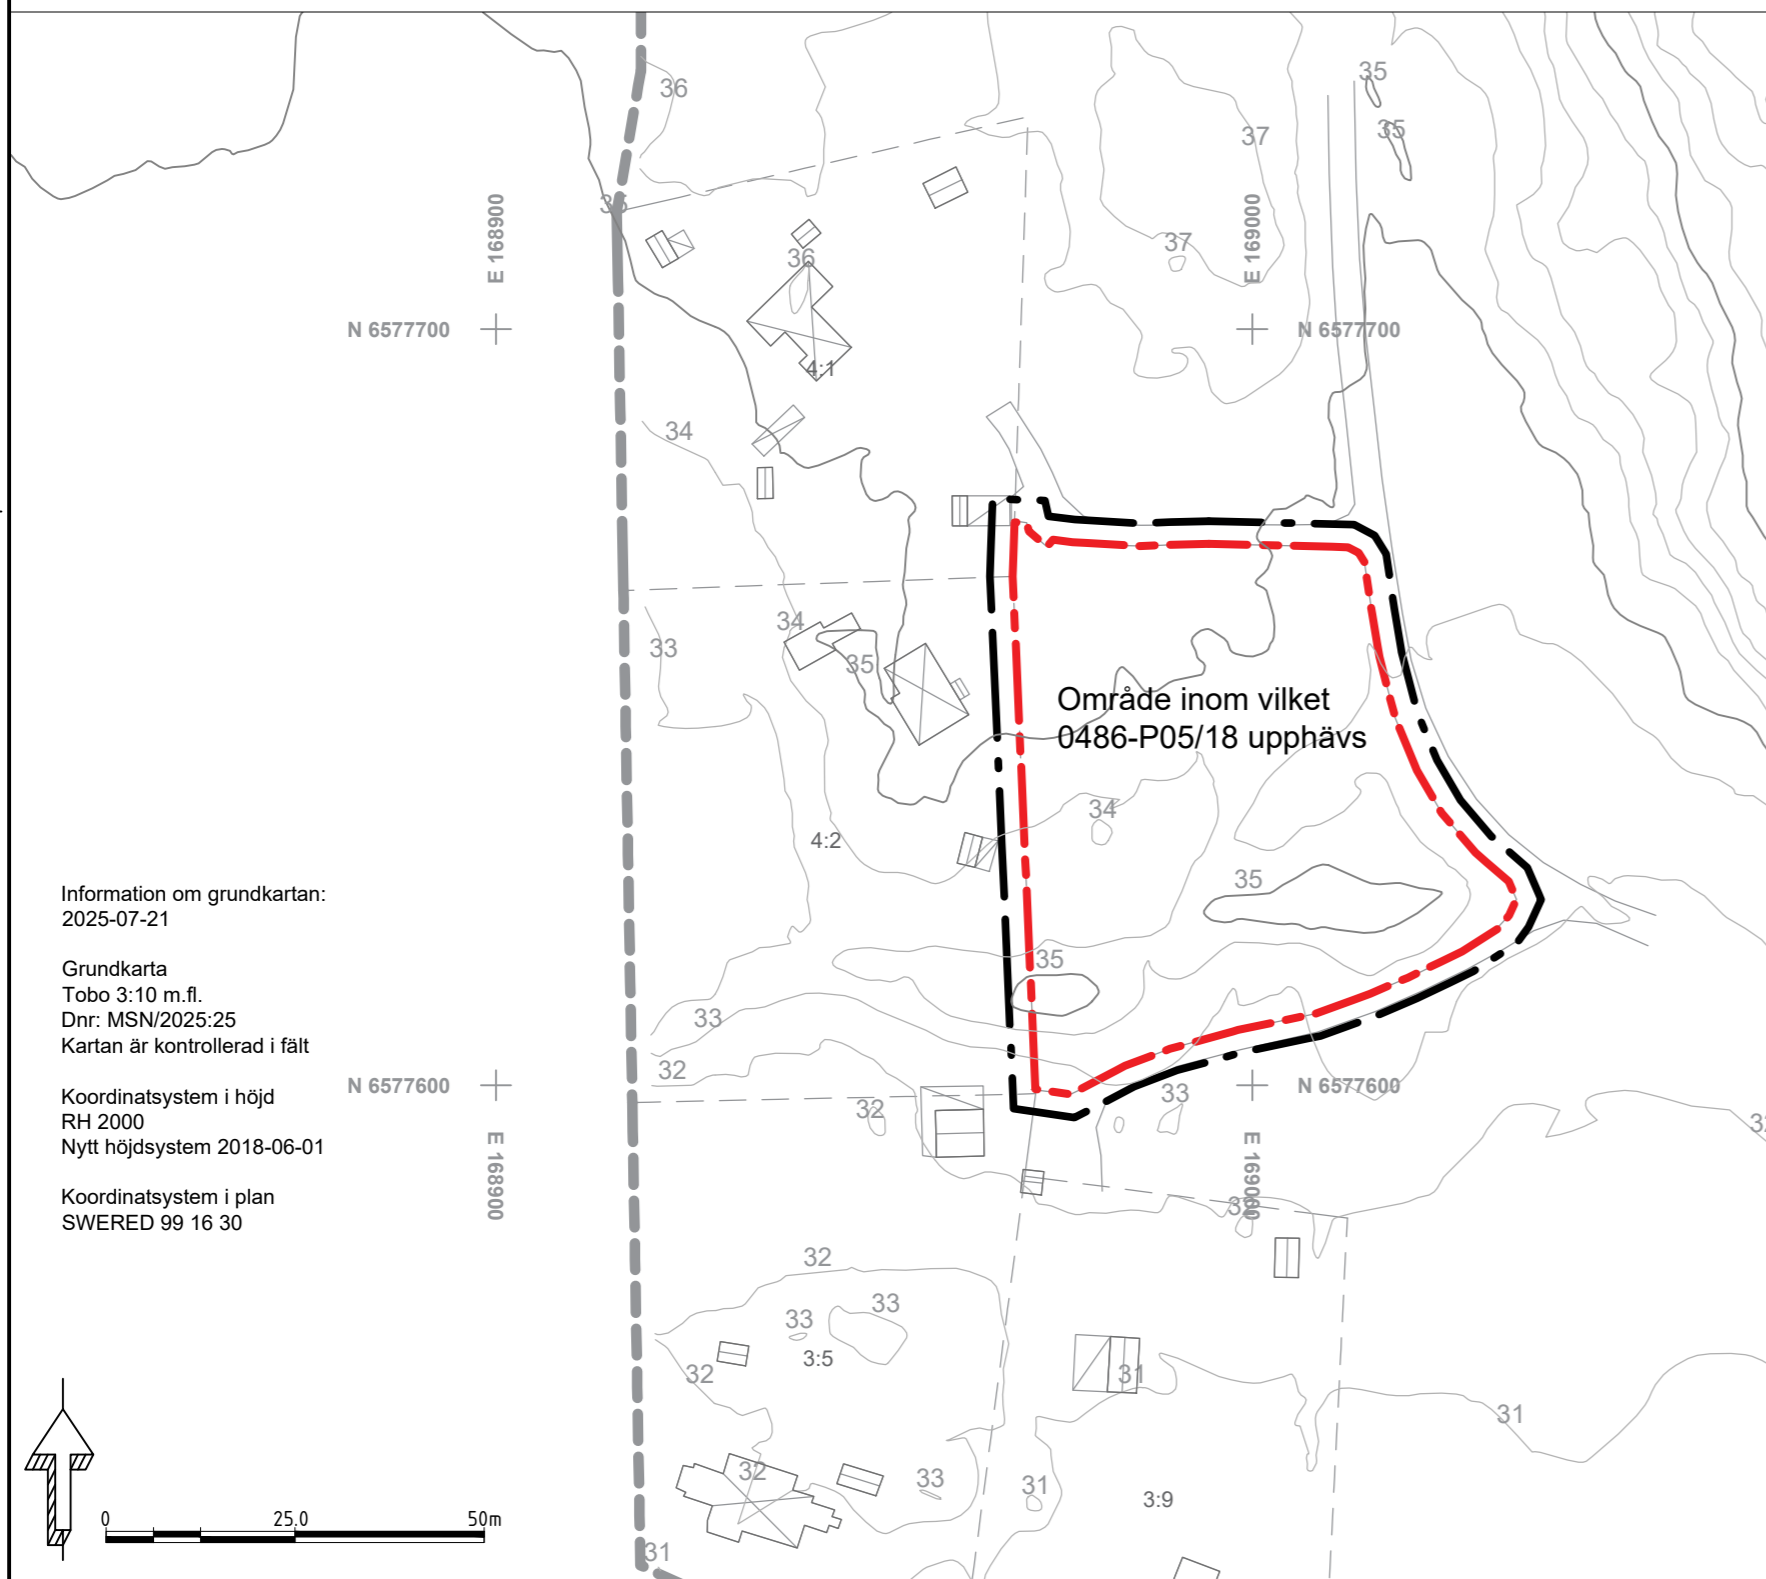 36
35
35
37
36
E 168900
E 169000
37
36
N 6577700
N 6577700
4:1
34
34
33
35
Område inom vilket
0486-P05/18 upphävs
34
4:2
35
Information om grundkartan:
2025-07-21
35
Grundkarta
Tobo 3:10 m.fl.
Dnr: MSN/2025:25
Kartan är kontrollerad i fält
33
32
N 6577600
N 6577600
Koordinatsystem i höjd
RH 2000
Nytt höjdsystem 2018-06-01
32
33
E 168900
E 169000
Koordinatsystem i plan
SWERED 99 16 30
32
32
33
33
3:5
32
31
31
32
33
31
3:9
0 25.0 50m
31